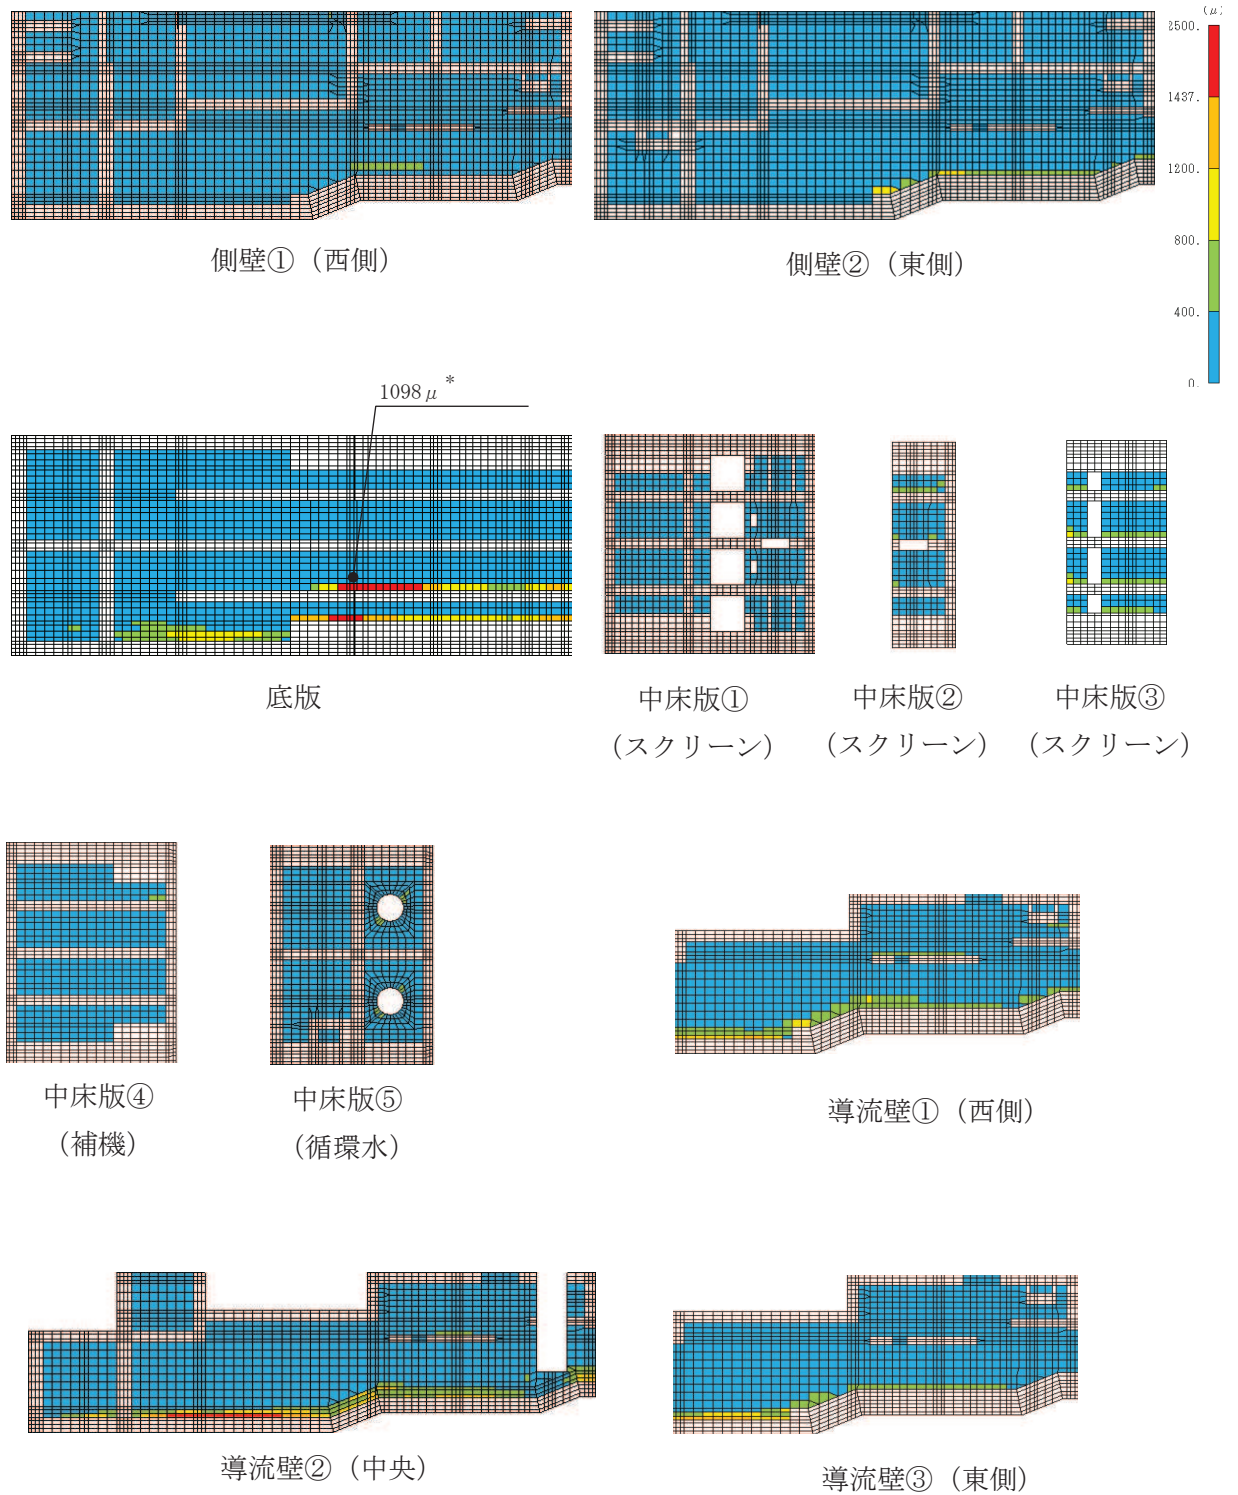 (μ)
2500.
1437.
1200.
800.
400.
0.
側壁①（西側）
側壁②（東側）
1098μ*
底版
中床版①
（スクリーン）
中床版②
（スクリーン）
中床版③
（スクリーン）
中床版④
（補機）
中床版⑤
（循環水）
導流壁①（西側）
導流壁②（中央）
導流壁③（東側）